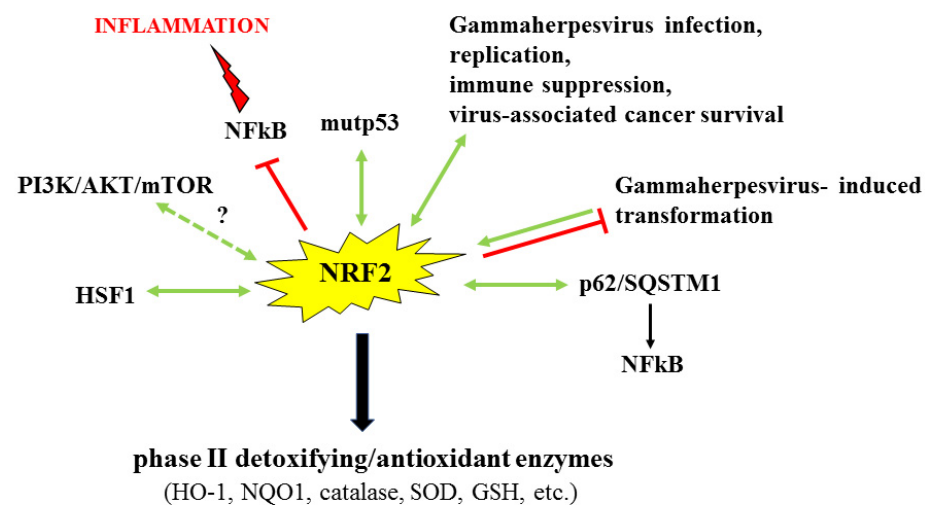 INFLAMMATION
Gammaherpesvirus infection,
replication,
immune suppression,
virus-associated cancer survival
mutp53
NFkB
PI3K/AKT/mTOR
?
Gammaherpesvirus- induced
transformation
NRF2
HSF1
p62/SQSTM1
NFkB
phase II detoxifying/antioxidant enzymes
(HO-1, NQO1, catalase, SOD, GSH, etc.)